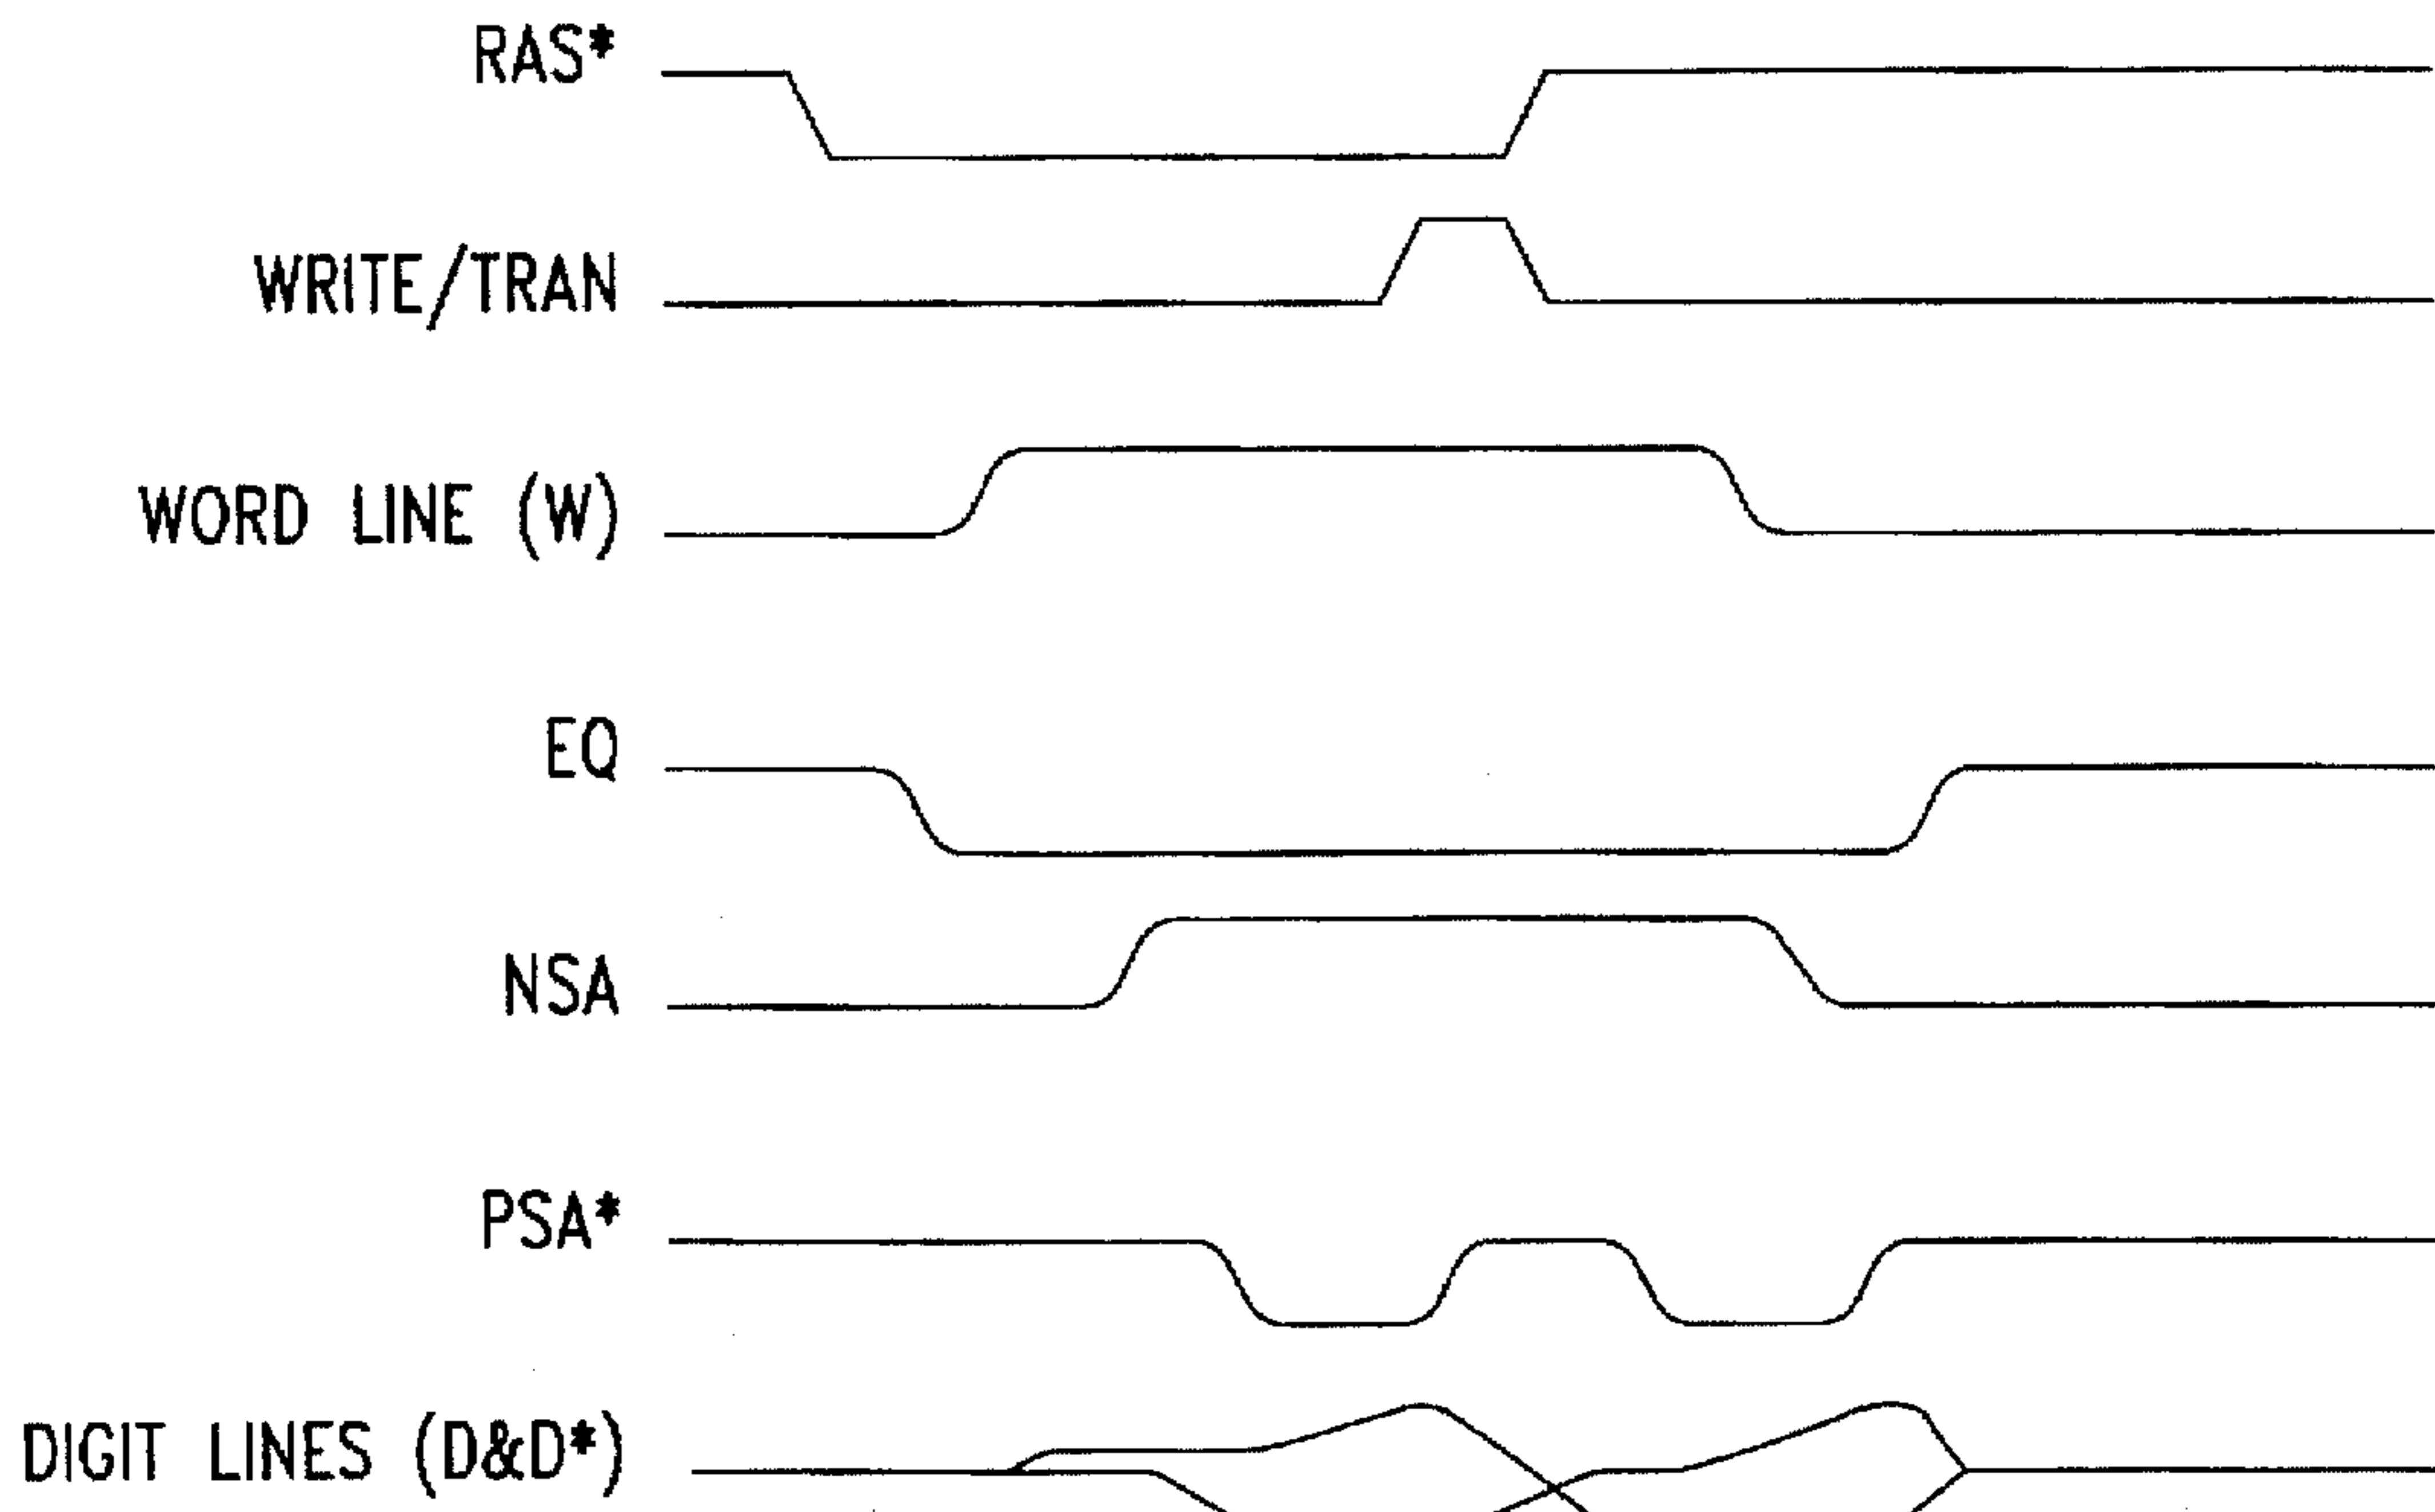 RAS*
WRITE/TRAN
WORD LINE (W)
EQ
NSA
PSA*
DIGIT LINES (D&D*)